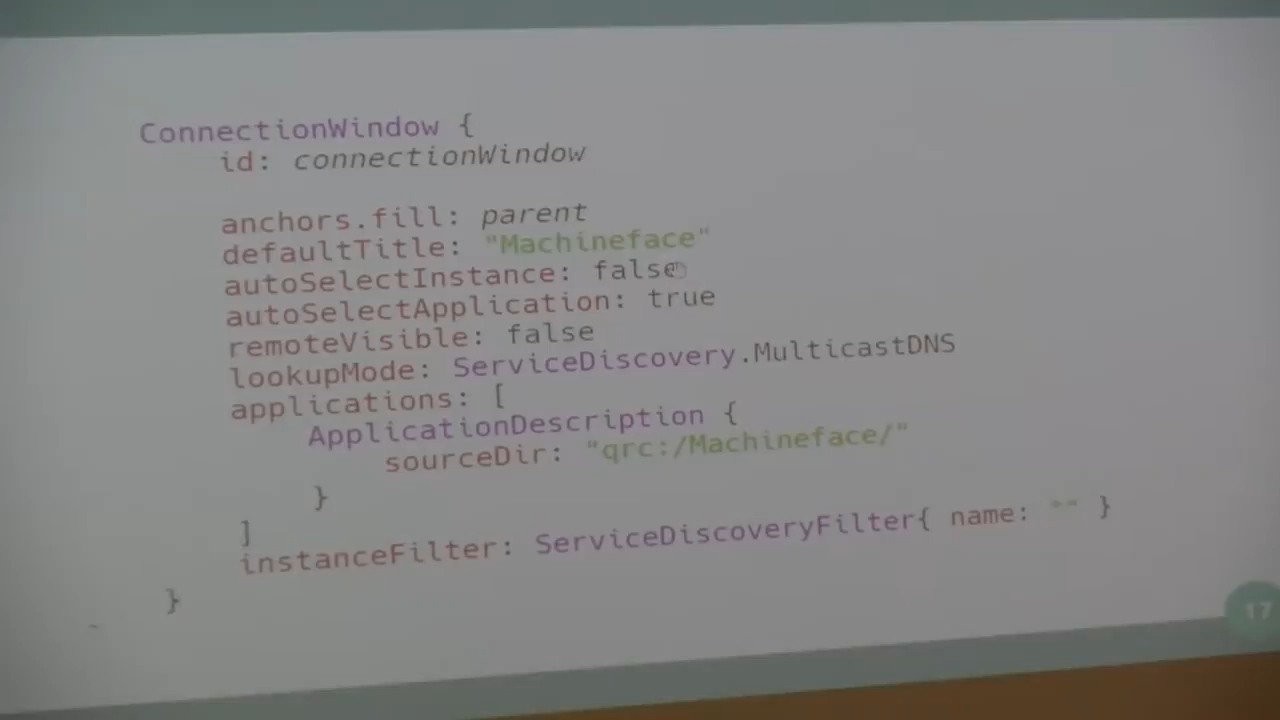 ConnectionWindow {
id: connectionWindow
anchors.fill: parent
defaultTitle: "Machineface"
autoSelectInstance: false
autoSelectApplication: true
remoteVisible: false
lookupMode: ServiceDiscovery.MulticastDNS
applications: [
ApplicationDescription {
sourceDir: "qrc:/Machineface/"
}
]
instanceFilter: ServiceDiscoveryFilter{ name: "" }
}
17